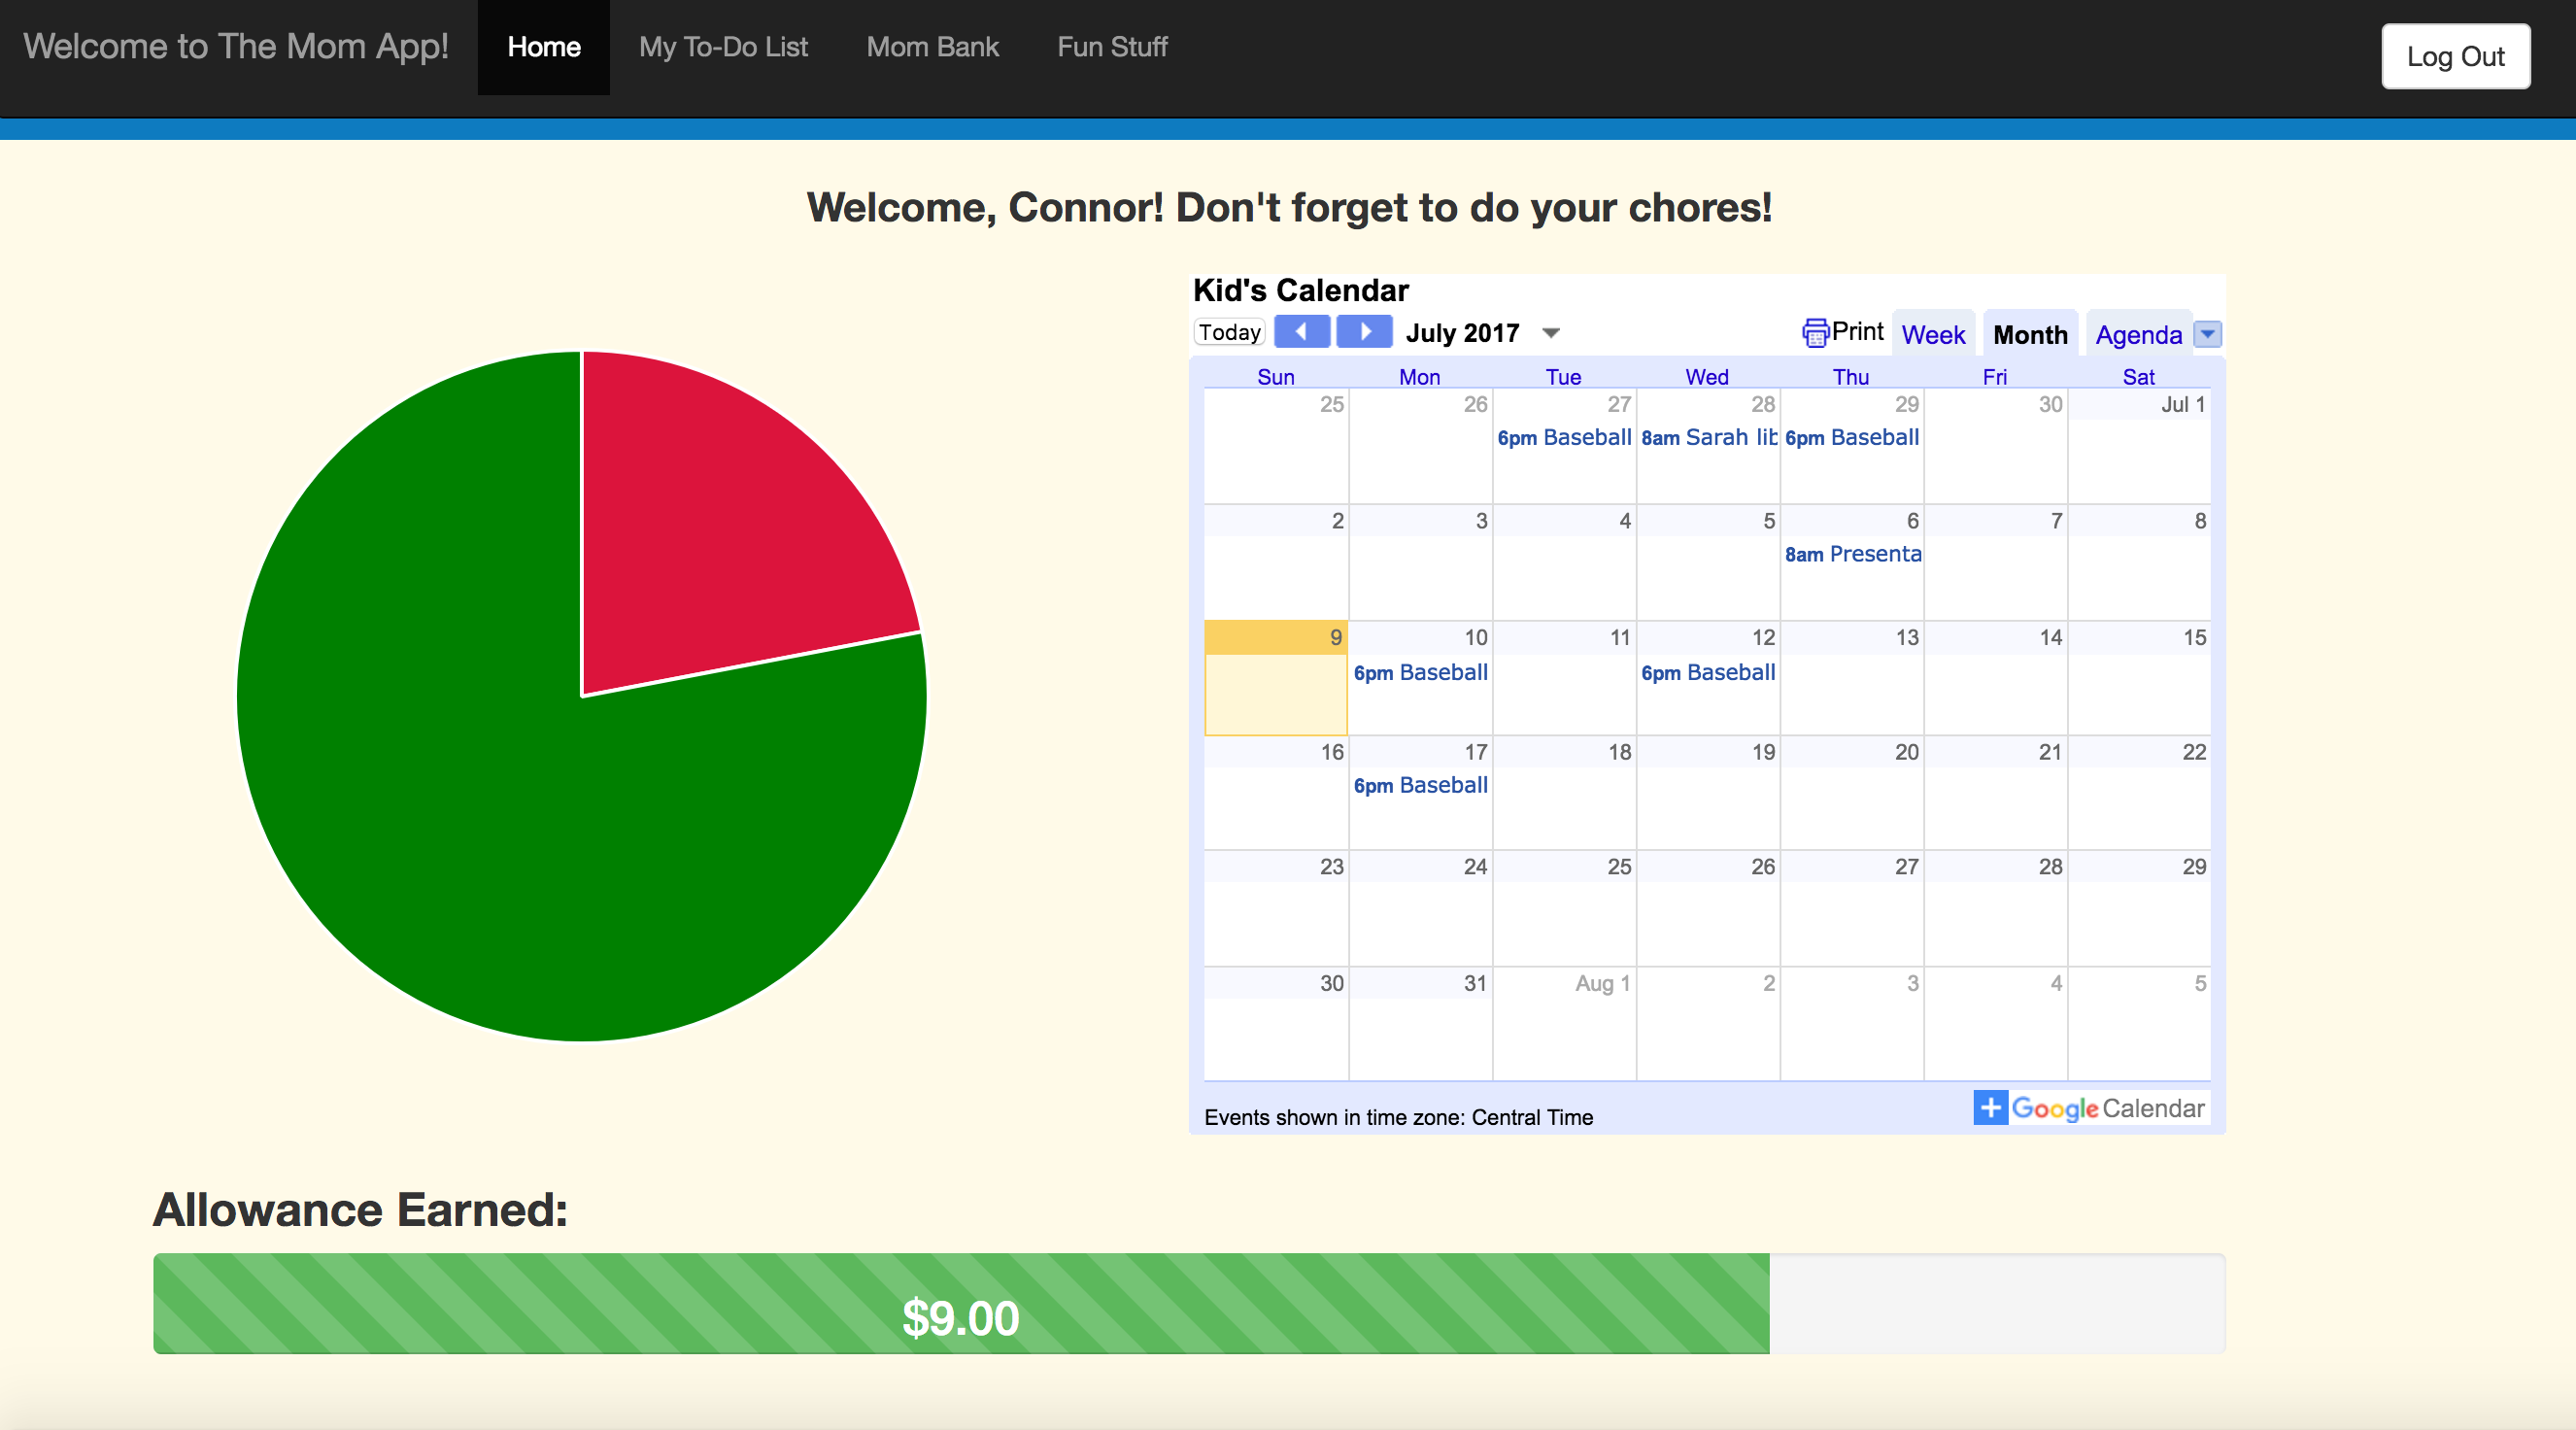 Welcome to The Mom App! Home My To-Do List Mom Bank Fun Stuff Log Out
Welcome, Connor! Don't forget to do your chores!
Kid's Calendar
Today July 2017 Print Week Month Agenda
Sun Mon Tue Wed Thu Fri Sat
25 26 27 28 29 30 Jul 1
6pm Baseball 8am Sarah lib 6pm Baseball
2 3 4 5 6 7 8
8am Presenta
9 10 11 12 13 14 15
6pm Baseball 6pm Baseball
16 17 18 19 20 21 22
6pm Baseball
23 24 25 26 27 28 29
30 31 Aug 1 2 3 4 5
Events shown in time zone: Central Time
Google Calendar
Allowance Earned:
$9.00